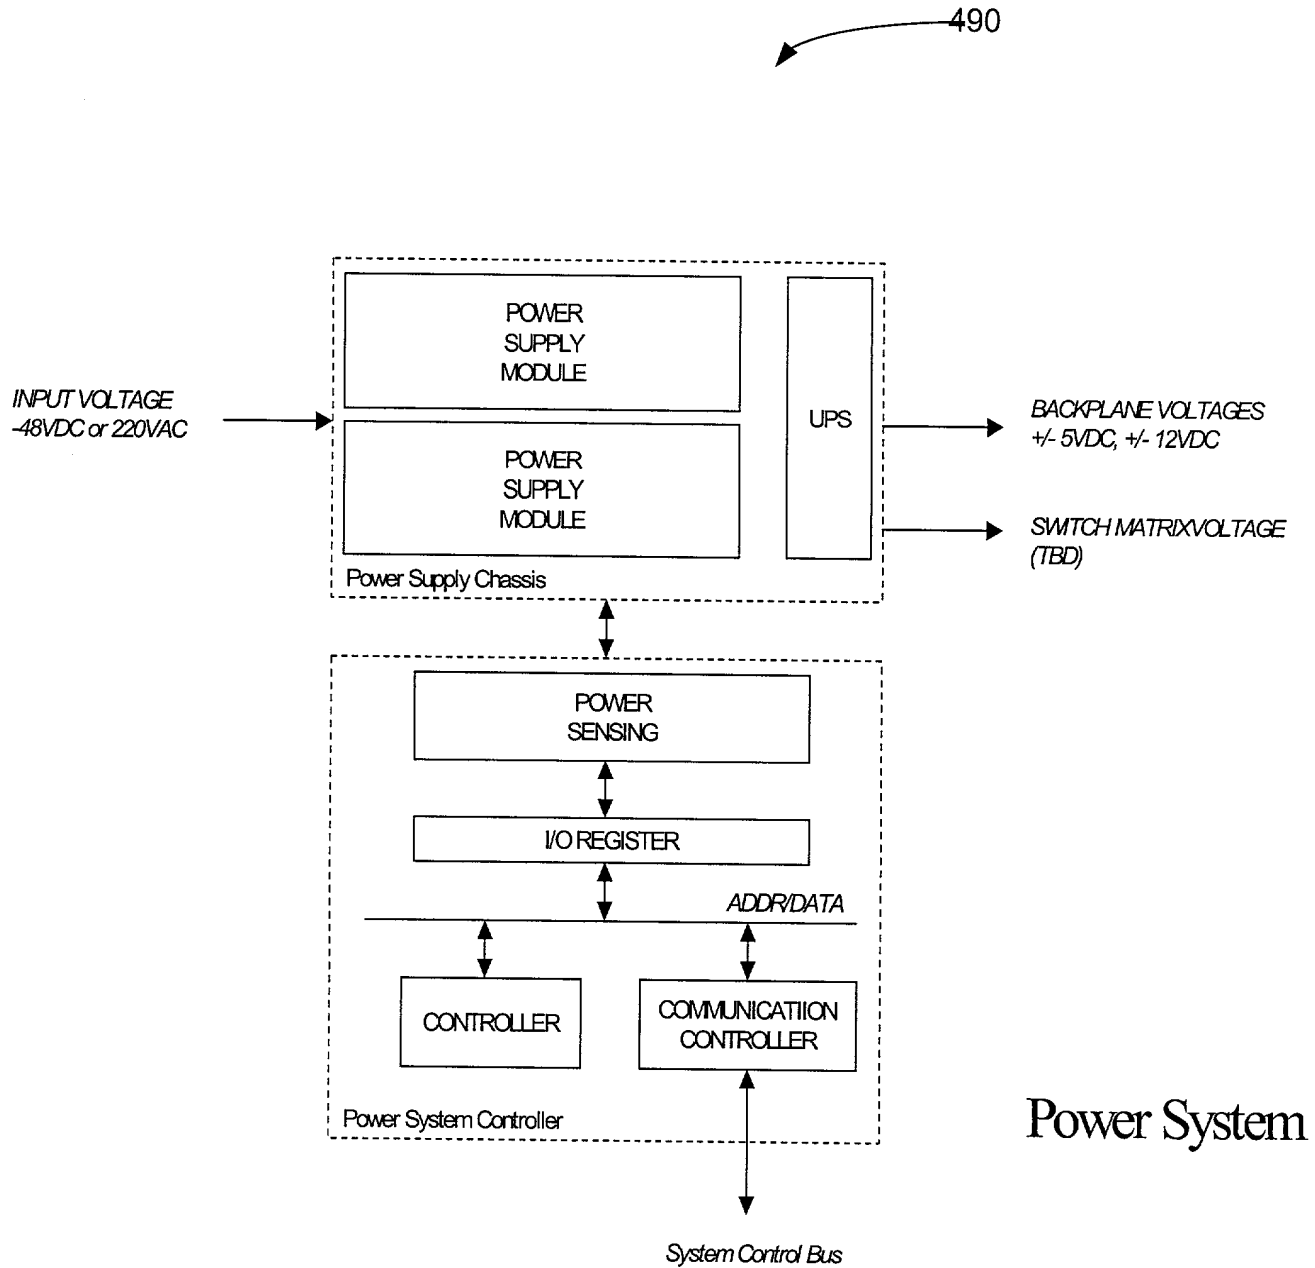 490
POWER
SUPPLY
MODULE
INPUT VOLTAGE
-48VDC or 220VAC
UPS
BACKPLANE VOLTAGES
+/- 5VDC, +/- 12VDC
POWER
SUPPLY
MODULE
SWITCH MATRIX VOLTAGE
(TBD)
Power Supply Chassis
POWER
SENSING
I/O REGISTER
ADDR/DATA
CONTROLLER
COMMUNICATIION
CONTROLLER
Power System Controller
Power System
System Control Bus